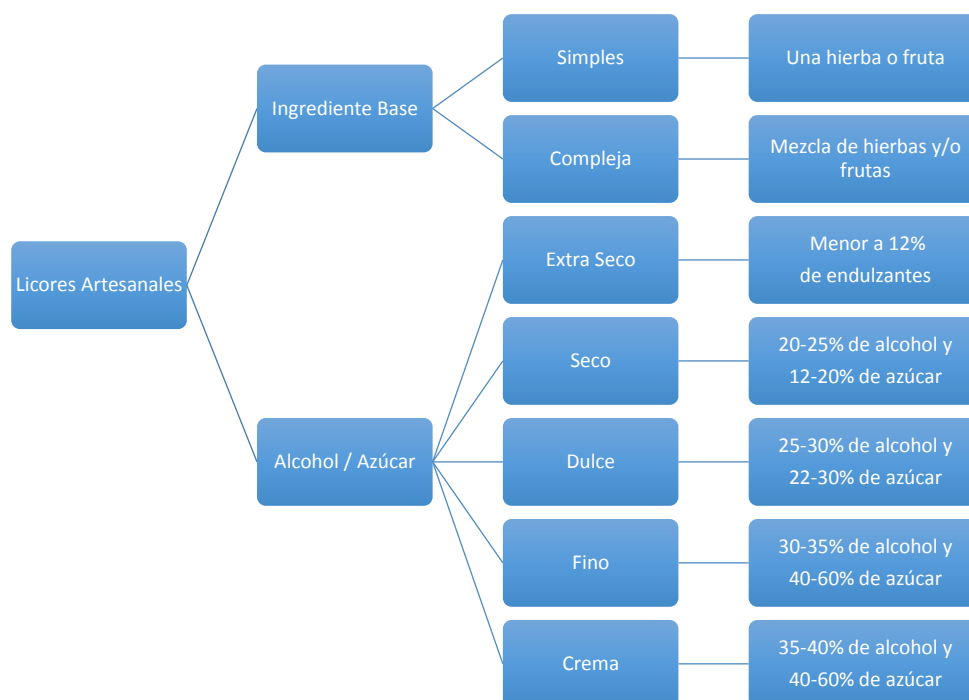 Licores Artesanales
Ingrediente Base
Simples
Una hierba o fruta
Compleja
Mezcla de hierbas y/o
frutas
Alcohol / Azúcar
Extra Seco
Menor a 12%
de endulzantes
Seco
20-25% de alcohol y
12-20% de azúcar
Dulce
25-30% de alcohol y
22-30% de azúcar
Fino
30-35% de alcohol y
40-60% de azúcar
Crema
35-40% de alcohol y
40-60% de azúcar